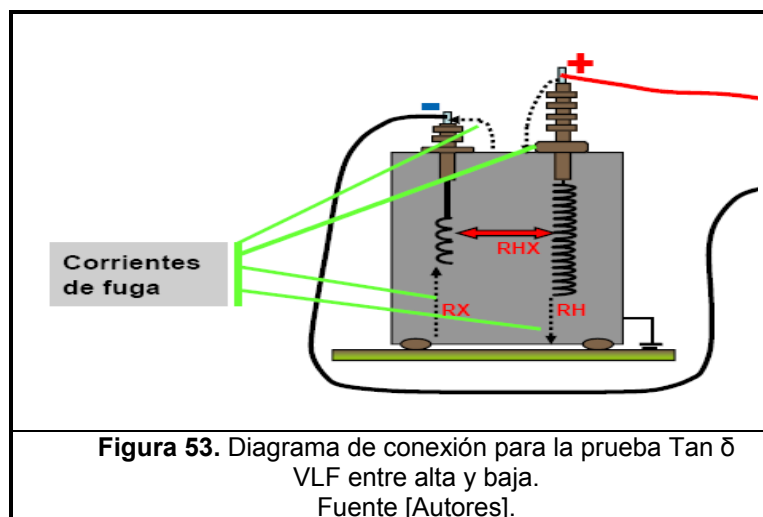 +
-
RHX
Corrientes
de fuga
RX
RH
Figura 53. Diagrama de conexión para la prueba Tan δ
VLF entre alta y baja.
Fuente [Autores].